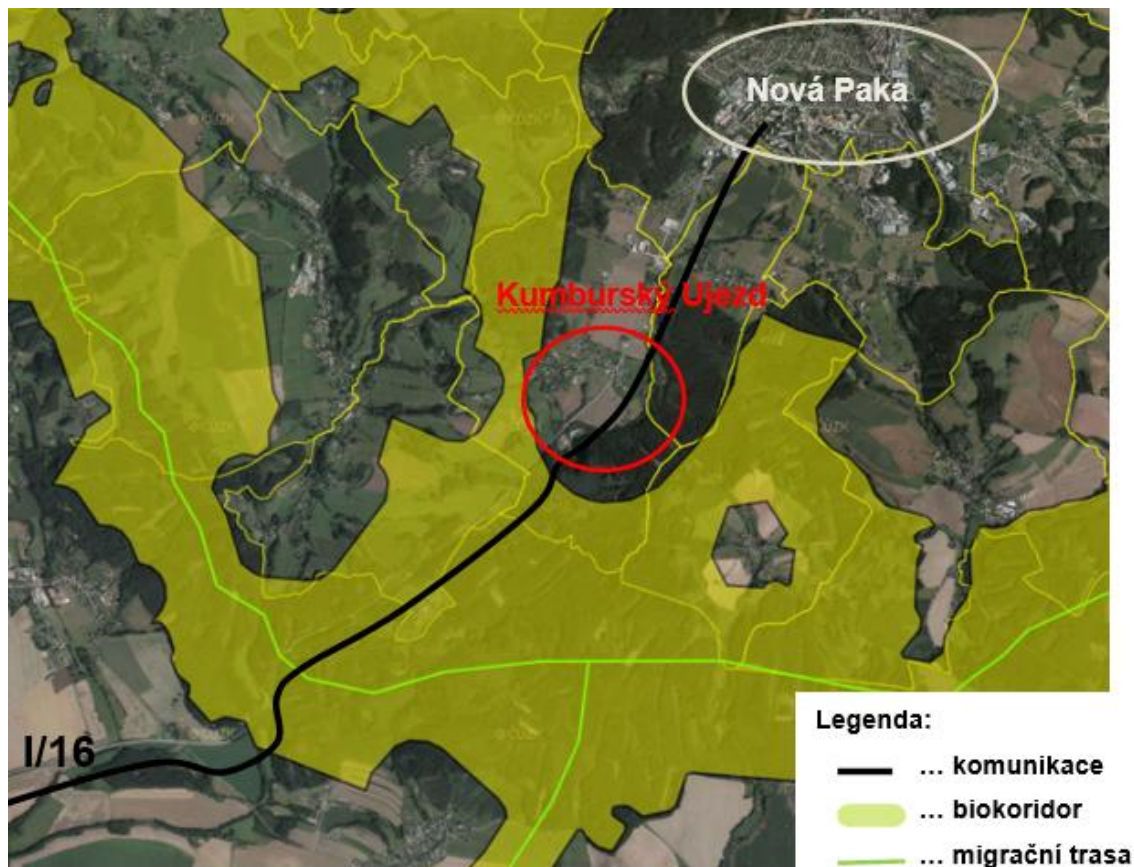 Nová Paka
Kumburský Újezd
I/16
Legenda:
... komunikace
... biokoridor
... migrační trasa